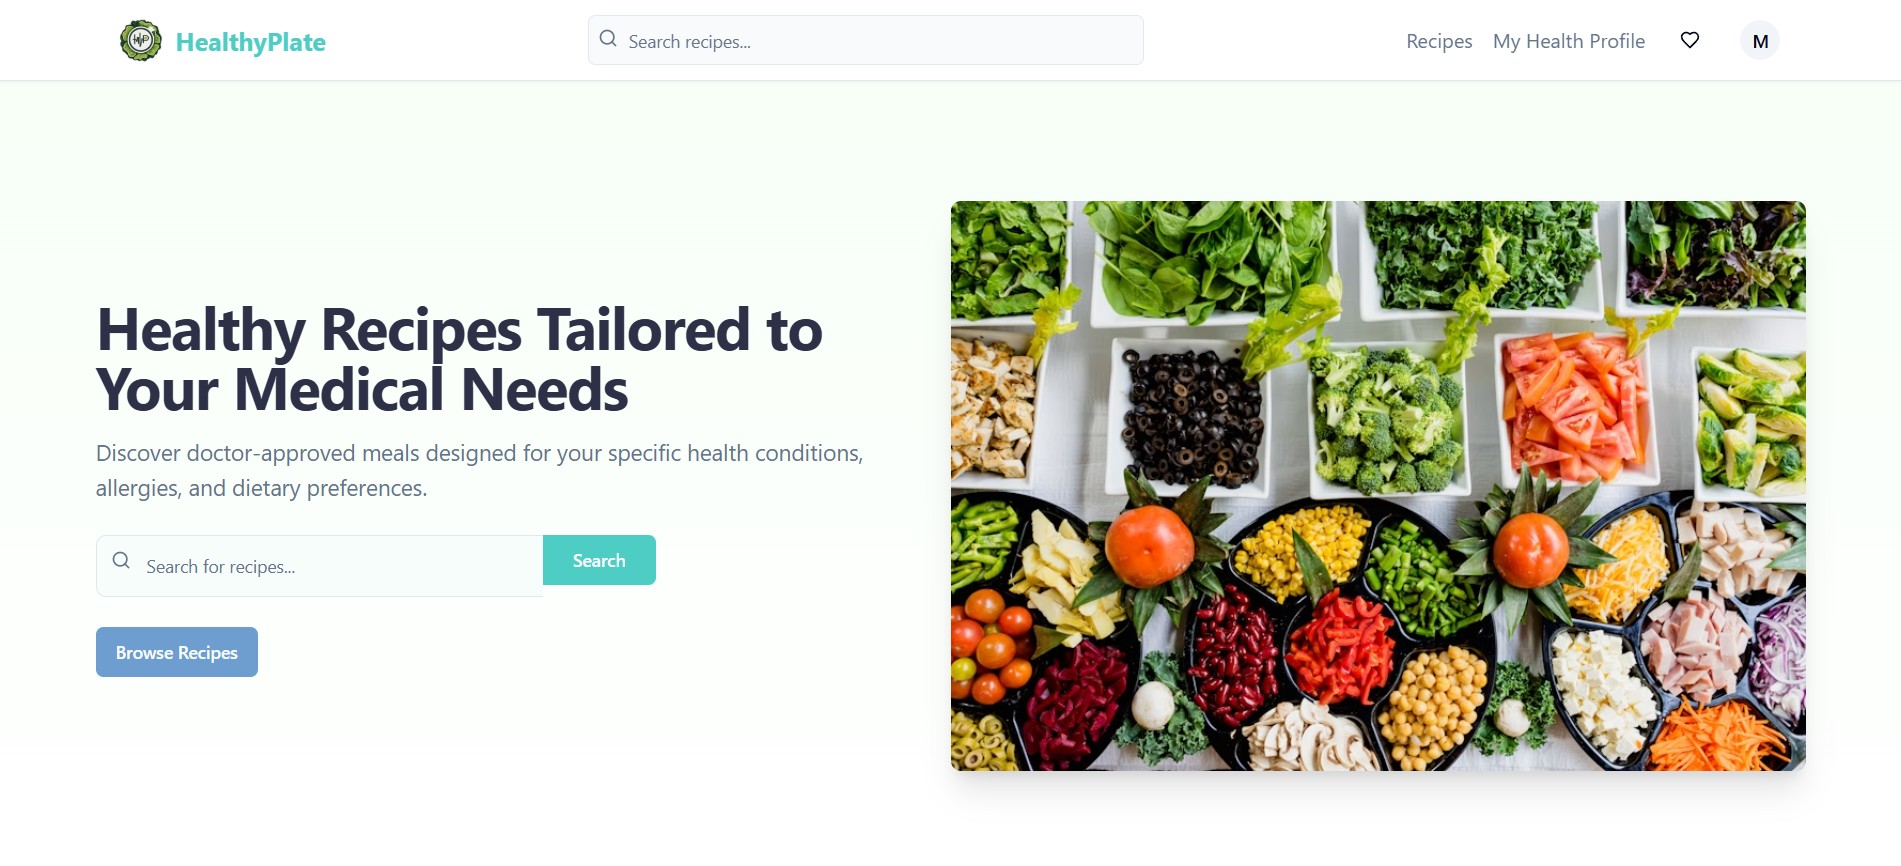 HP
HealthyPlate
Search recipes...
Recipes
My Health Profile
M
Healthy Recipes Tailored to
Your Medical Needs
Discover doctor-approved meals designed for your specific health conditions,
allergies, and dietary preferences.
Search for recipes...
Search
Browse Recipes